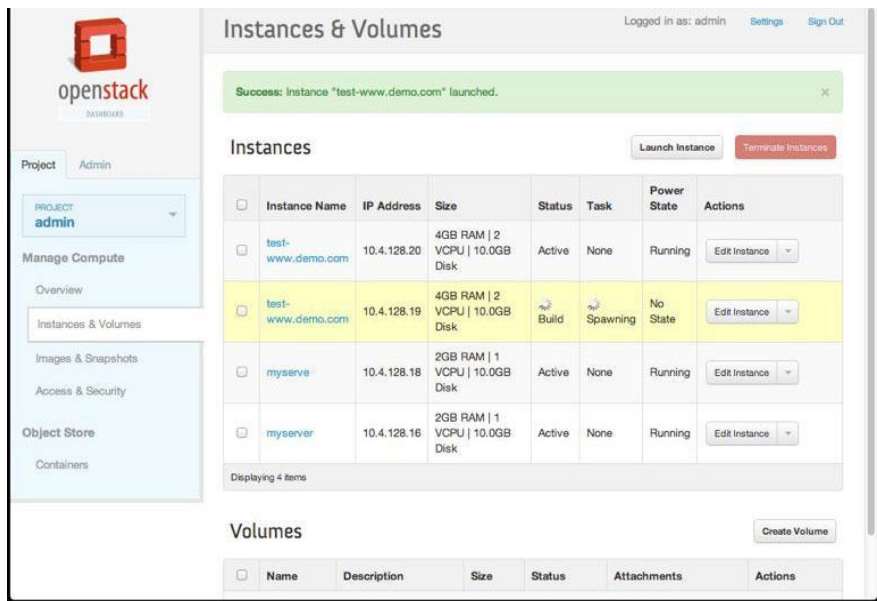 openstack
DASHBOARD
Project Admin
PROJECT
admin
Manage Compute
Overview
Instances & Volumes
Images & Snapshots
Access & Security
Object Store
Containers
Instances & Volumes
Logged in as: admin Settings Sign Out
Success: Instance "test-www.demo.com" launched. ×
Instances
Launch Instance Terminate Instances
Instance Name IP Address Size Status Task Power State Actions
test-www.demo.com 10.4.128.20 4GB RAM | 2 VCPU | 10.0GB Disk Active None Running Edit Instance
test-www.demo.com 10.4.128.19 4GB RAM | 2 VCPU | 10.0GB Disk Build Spawning No State Edit Instance
myserve 10.4.128.18 2GB RAM | 1 VCPU | 10.0GB Disk Active None Running Edit Instance
myserver 10.4.128.16 2GB RAM | 1 VCPU | 10.0GB Disk Active None Running Edit Instance
Displaying 4 items
Volumes
Create Volume
Name Description Size Status Attachments Actions